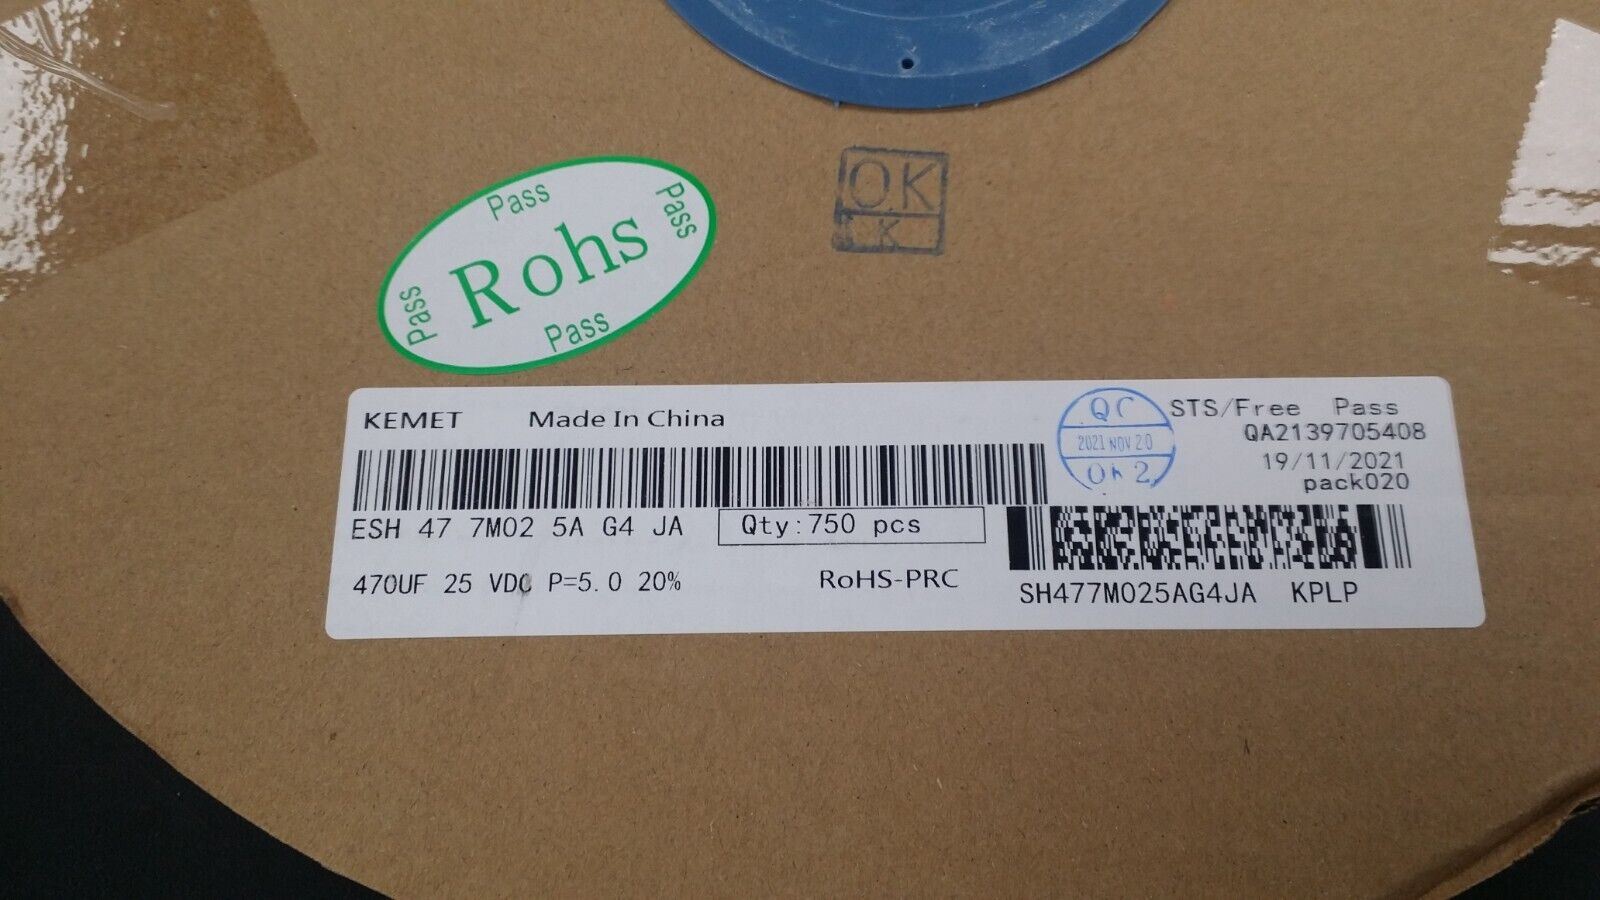 Pass
Pass
Rohs
Pass
Pass
OK
K
KEMET Made In China
QC
2021 NOV 20
STS/Free Pass
QA2139705408
19/11/2021
pack020
ESH 47 7M02 5A G4 JA
Qty:750 pcs
470UF 25 VDC P=5.0 20%
RoHS-PRC
SH477M025AG4JA KPLP